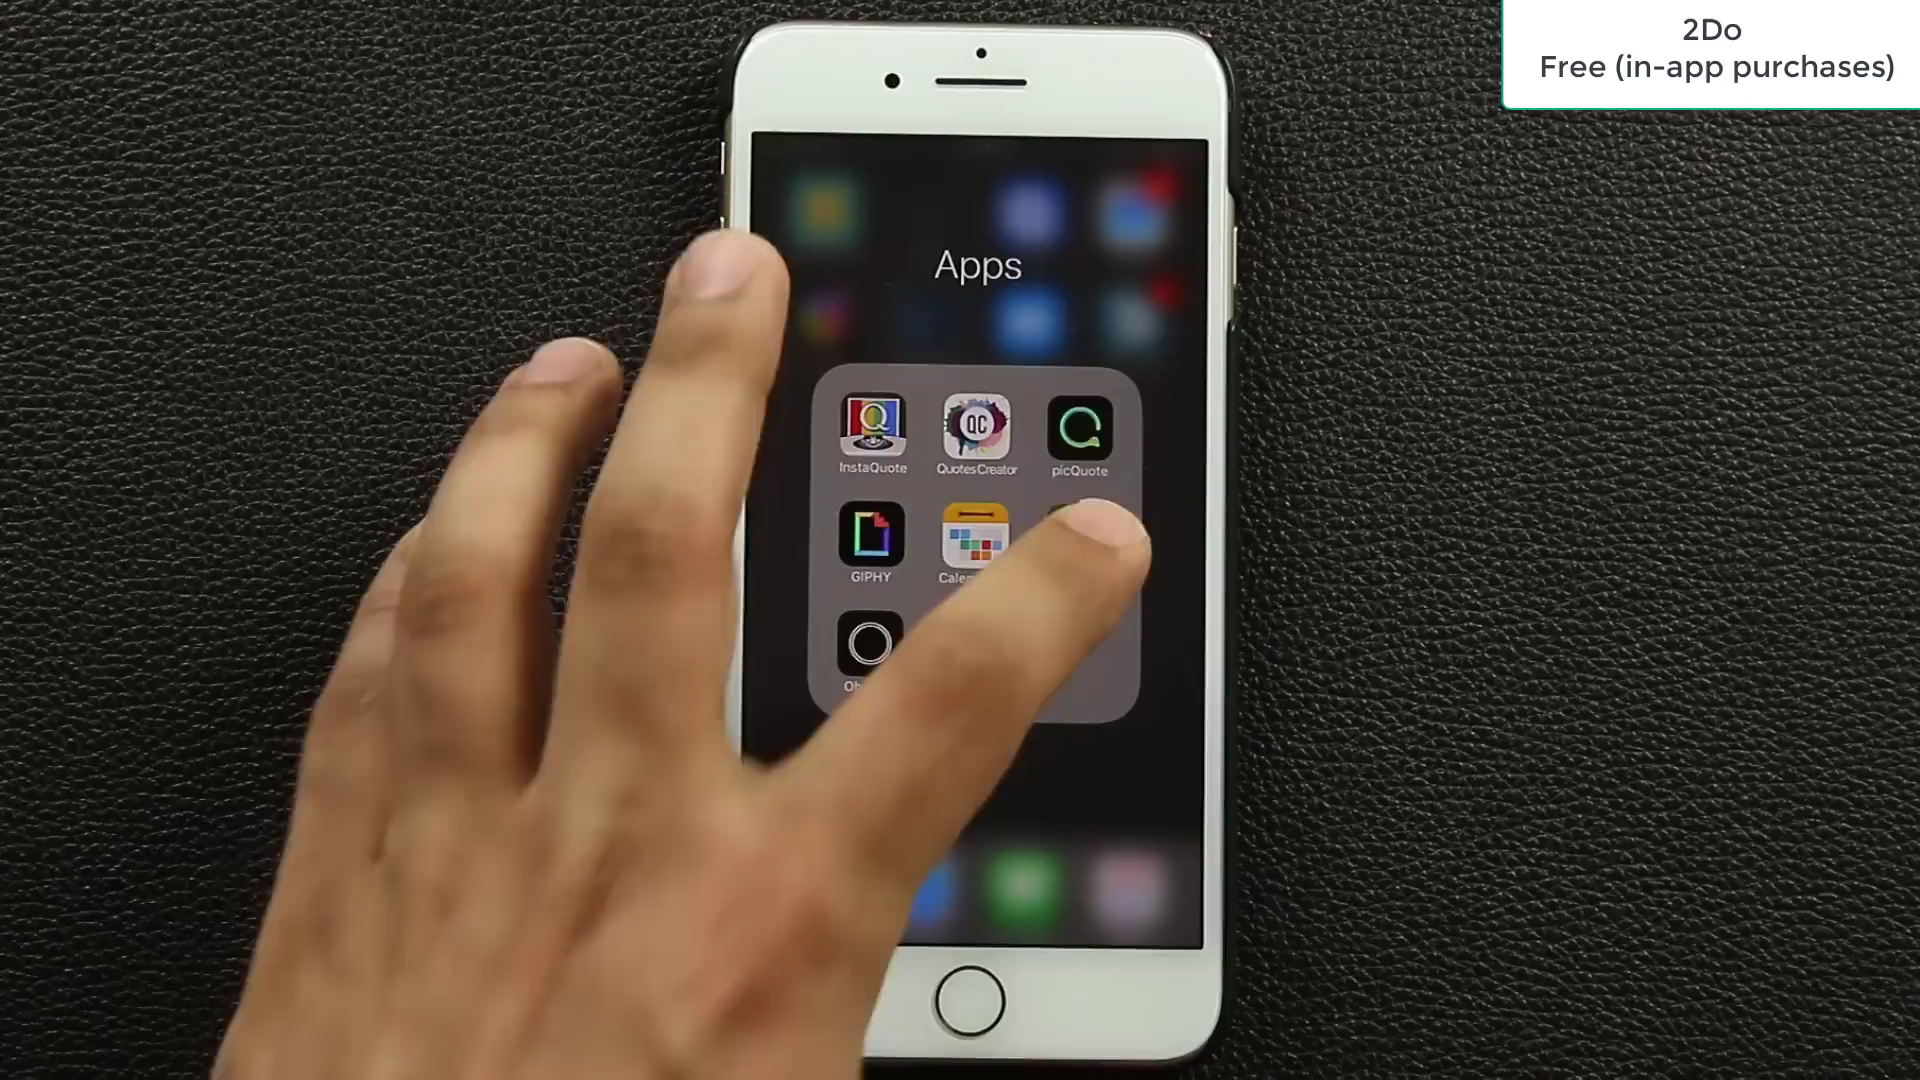 2Do
Free (in-app purchases)
Apps
InstaQuote
QuotesCreator
picQuote
GIPHY